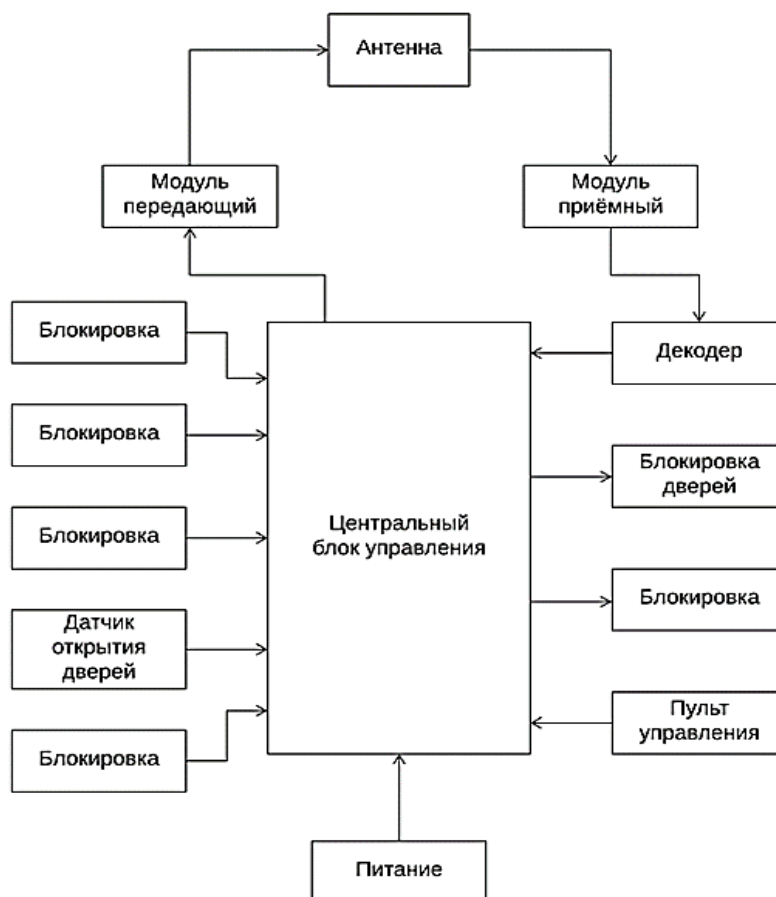 Антенна
Модуль
передающий
Модуль
приёмный
Блокировка
Декодер
Блокировка
Блокировка
дверей
Блокировка
Центральный
блок управления
Блокировка
Датчик
открытия
дверей
Пульт
управления
Блокировка
Питание